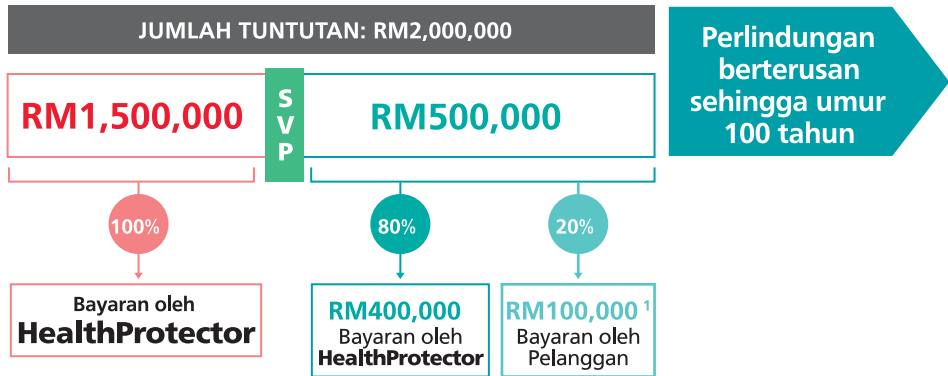 JUMLAH TUNTUTAN: RM2,000,000
Perlindungan
berterusan
sehingga umur
100 tahun
RM1,500,000
S
V
P
RM500,000
100%
80%
20%
Bayaran oleh
HealthProtector
RM400,000
Bayaran oleh
HealthProtector
RM100,000 ¹
Bayaran oleh
Pelanggan